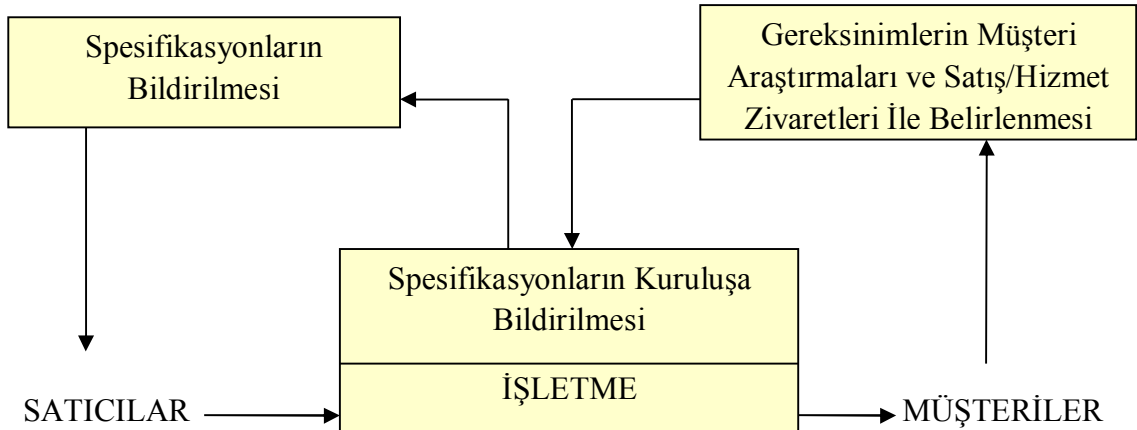 Spesifikasyonların
Bildirilmesi
Gereksinimlerin Müşteri
Araştırmaları ve Satış/Hizmet
Zivaretleri İle Belirlenmesi
Spesifikasyonların Kuruluşa
Bildirilmesi
İŞLETME
SATICILAR
MÜŞTERİLER